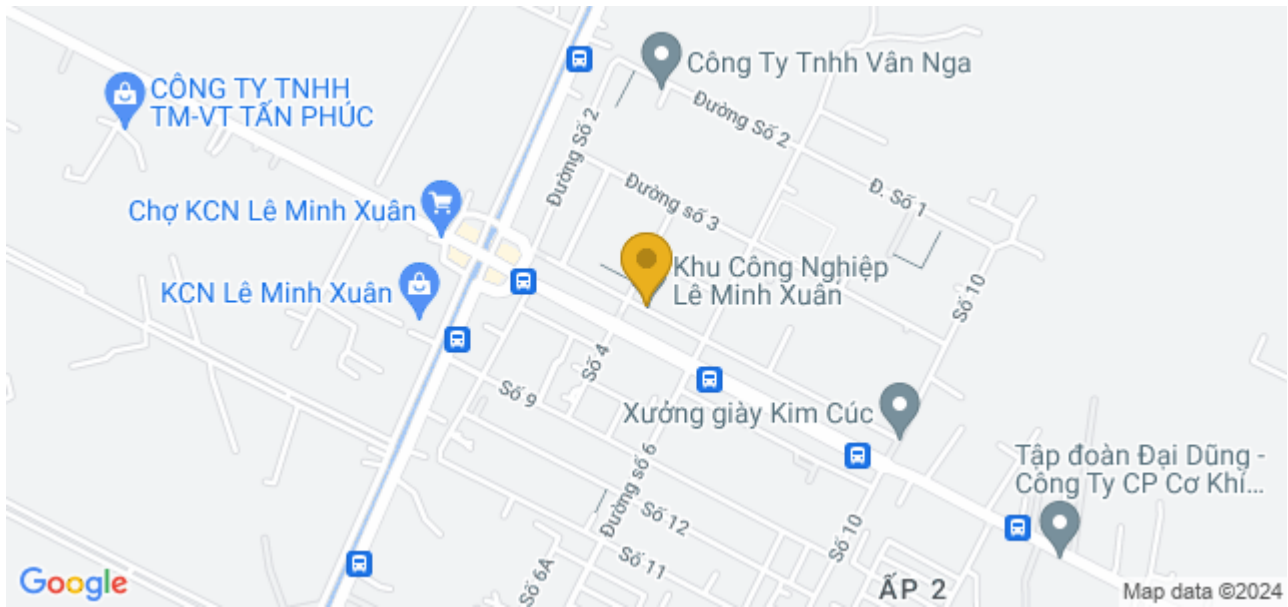 Công Ty Tnhh Vân Nga
CÔNG TY TNHH
TM-VT TẤN PHÚC
Đường Số 2
Đường Số 2
Đường số 3
Đ. Số 1
Chợ KCN Lê Minh Xuân
Khu Công Nghiệp
Lê Minh Xuân
KCN Lê Minh Xuân
Số 10
Số 4
Số 9
Xưởng giày Kim Cúc
Tập đoàn Đại Dũng -
Công Ty CP Cơ Khí...
Đường số 6
Số 12
Số 10
Số 11
Số 6A
ẤP 2
Google
Map data ©2024